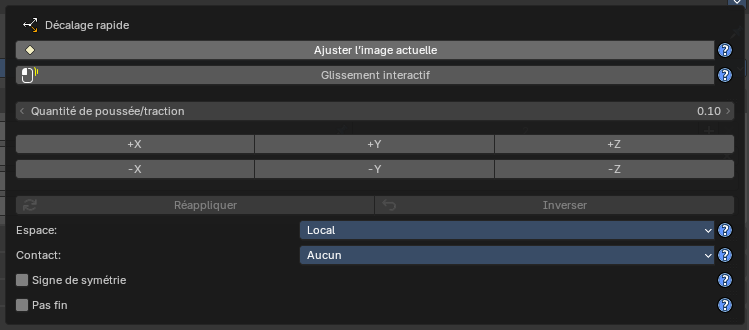 Décalage rapide
Ajuster l'image actuelle ?
Glissement interactif ?
Quantité de poussée/traction 0.10
+X +Y +Z
-X -Y -Z
Réappliquer Inverser
Espace: Local ?
Contact: Aucun ?
Signe de symétrie ?
Pas fin ?